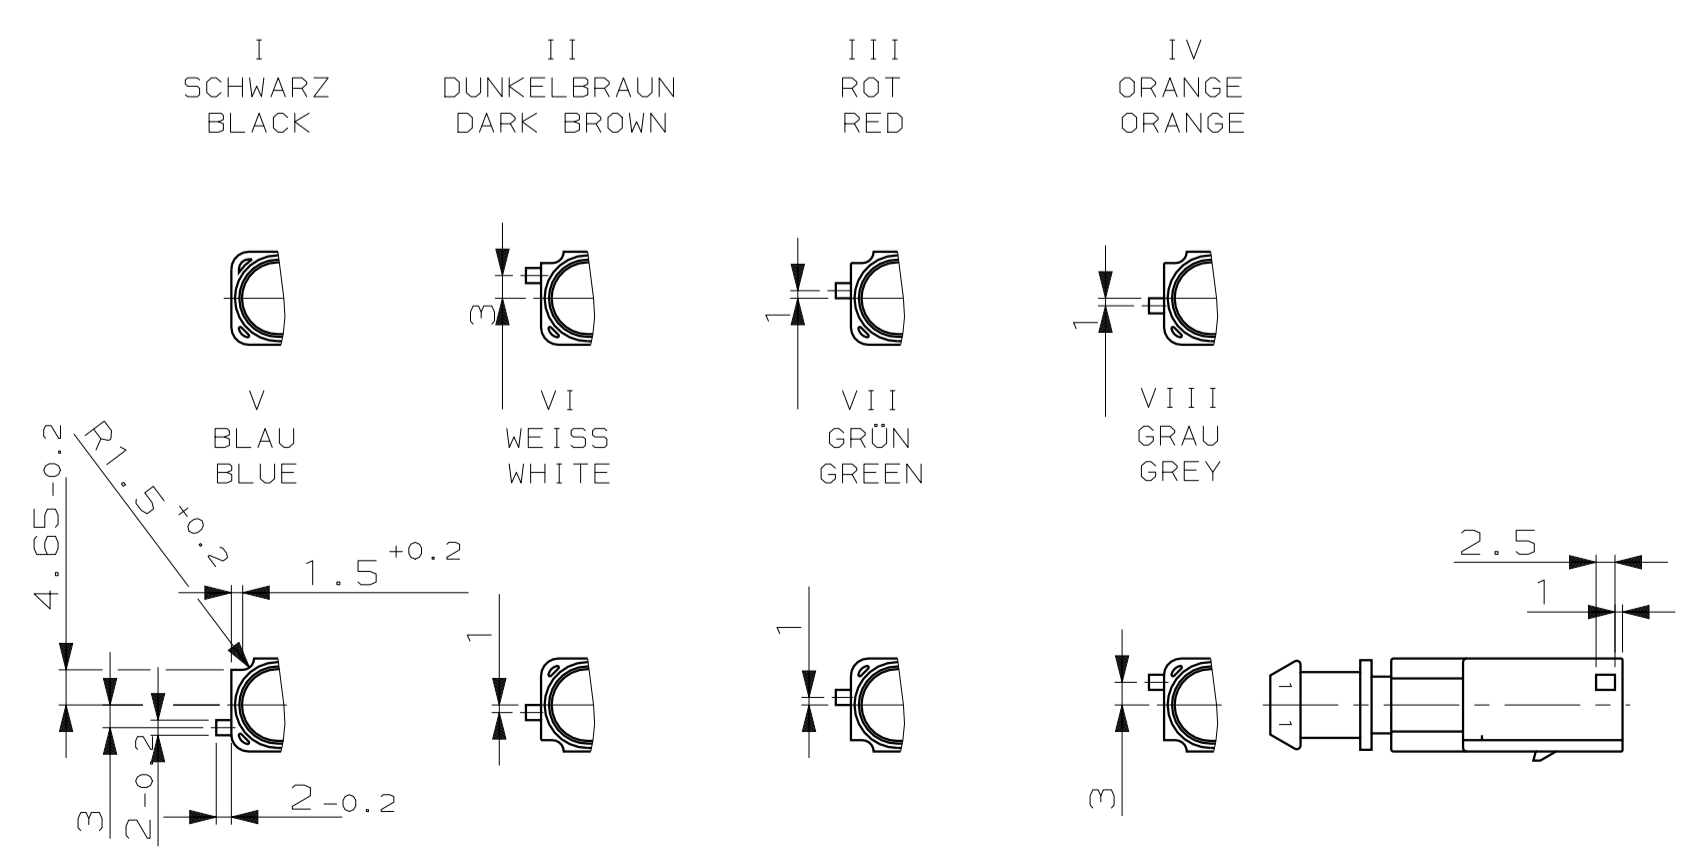 I
SCHWARZ
BLACK
II
DUNKELBRAUN
DARK BROWN
III
ROT
RED
IV
ORANGE
ORANGE
3
1
1
V
BLAU
BLUE
VI
WEISS
WHITE
VII
GRÜN
GREEN
VIII
GRAU
GREY
4.65-0.2
R1.5 +0.2
1.5 +0.2
3
2-0.2
2-0.2
1
1
3
2.5
1
1
1